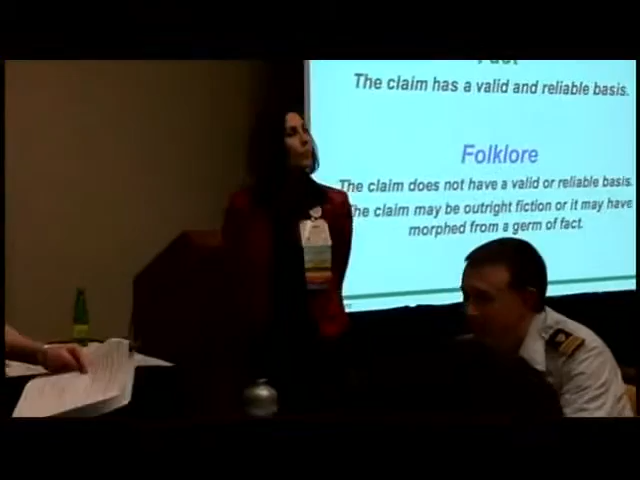 The claim has a valid and reliable basis.
Folklore
The claim does not have a valid or reliable basis.
The claim may be outright fiction or it may have
morphed from a germ of fact.